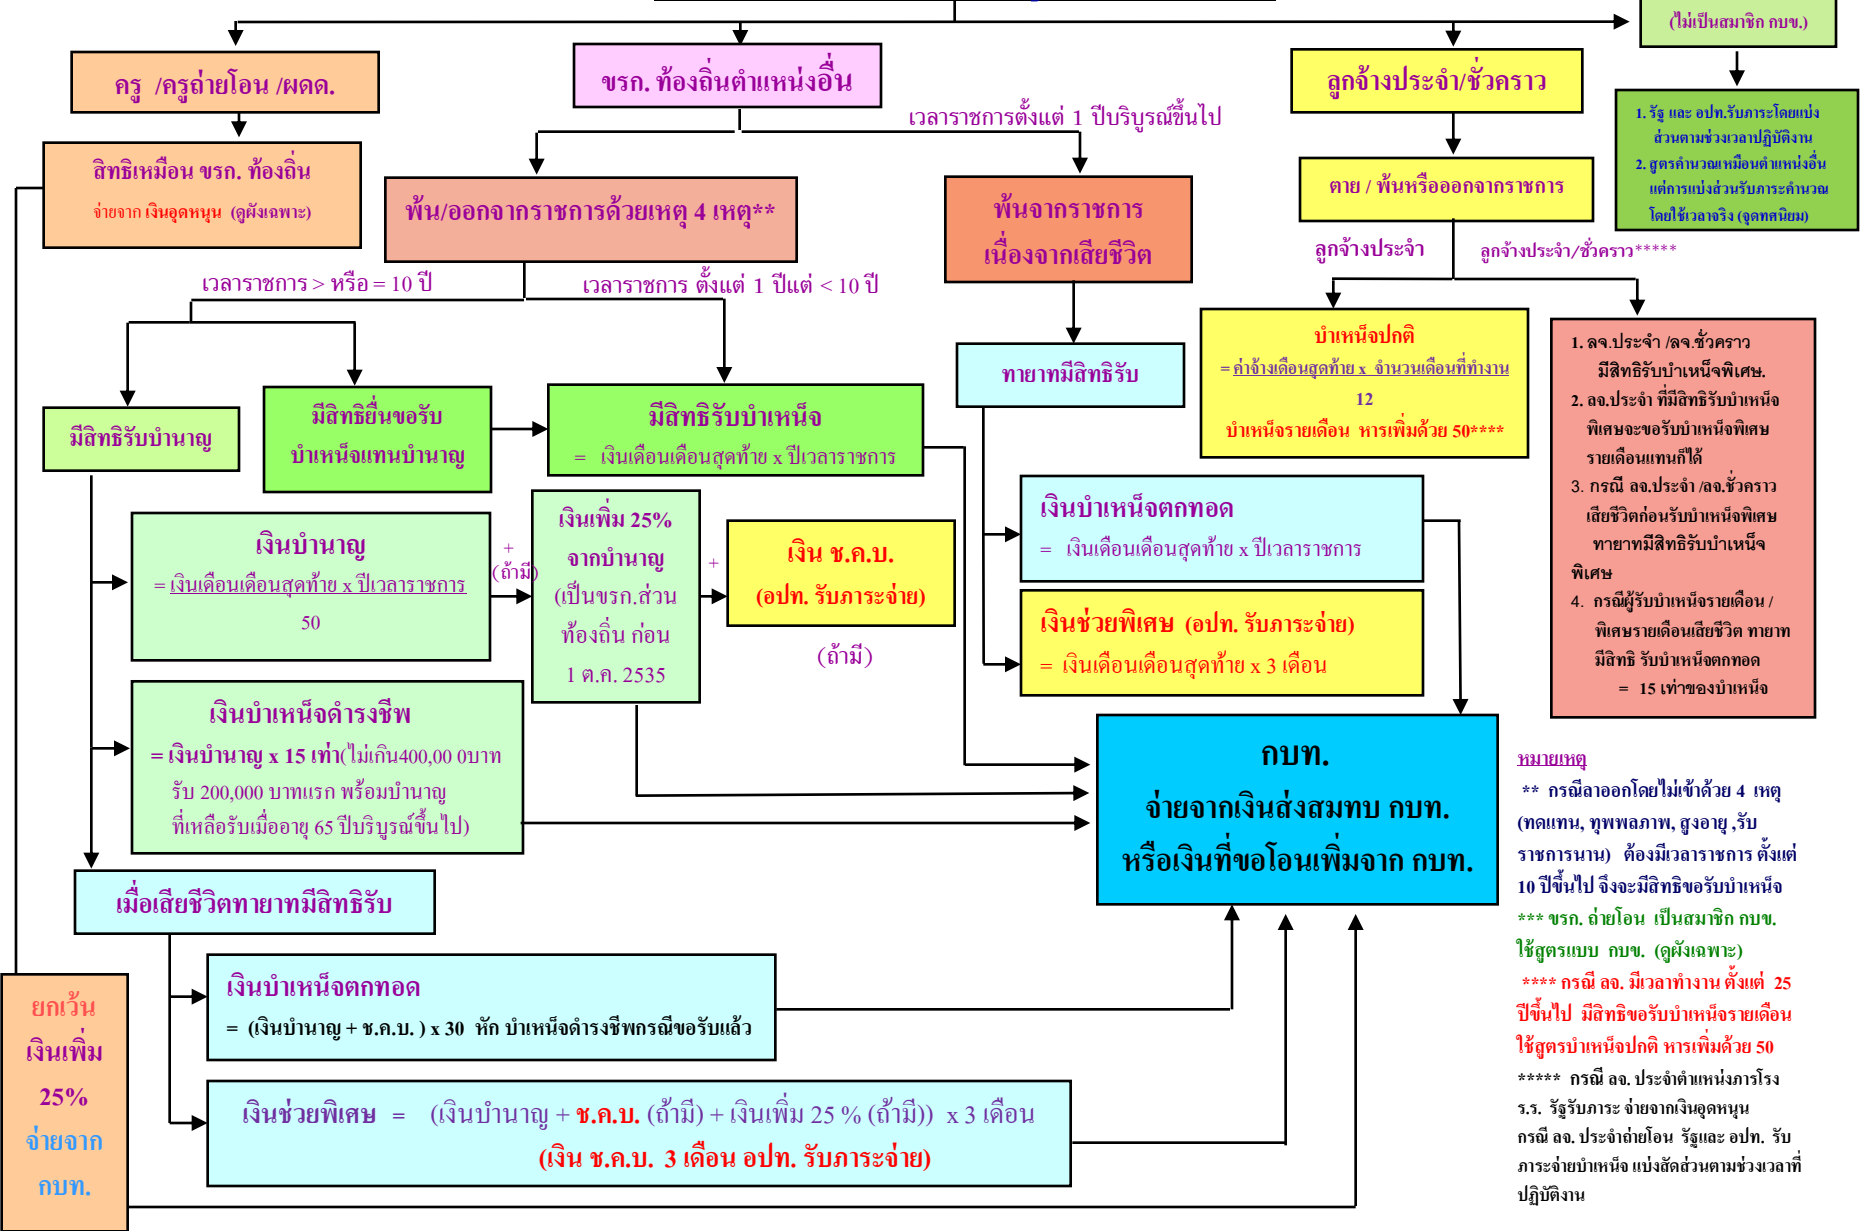 (ไม่เป็นสมาชิก กบข.)
ครู /ครูถ่ายโอน /ผดด.
ขรก. ท้องถิ่นตำแหน่งอื่น
ลูกจ้างประจำ/ชั่วคราว
1. รัฐ และ อปท.รับภาระโดยแบ่ง
ส่วนตามช่วงเวลาปฏิบัติงาน
2. สูตรคำนวณเหมือนตำแหน่งอื่น
แต่การแบ่งส่วนรับภาระคำนวณ
โดยใช้เวลาจริง (จุดทศนิยม)
เวลาราชการตั้งแต่ 1 ปีบริบูรณ์ขึ้นไป
สิทธิเหมือน ขรก. ท้องถิ่น
จ่ายจาก เงินอุดหนุน (ดูผังเฉพาะ)
พ้น/ออกจากราชการด้วยเหตุ 4 เหตุ**
พ้นจากราชการ
เนื่องจากเสียชีวิต
ตาย / พ้นหรือออกจากราชการ
ลูกจ้างประจำ
ลูกจ้างประจำ/ชั่วคราว*****
เวลาราชการ > หรือ = 10 ปี
เวลาราชการ ตั้งแต่ 1 ปีแต่ < 10 ปี
มีสิทธิรับบำนาญ
มีสิทธิยื่นขอรับ
บำเหน็จแทนบำนาญ
มีสิทธิรับบำเหน็จ
= เงินเดือนเดือนสุดท้าย x ปีเวลาราชการ
ทายาทมีสิทธิรับ
บำเหน็จปกติ
= ค่าจ้างเดือนสุดท้าย x จำนวนเดือนที่ทำงาน
12
บำเหน็จรายเดือน หารเพิ่มด้วย 50****
1. ลจ.ประจำ /ลจ.ชั่วคราว
มีสิทธิรับบำเหน็จพิเศษ.
2. ลจ.ประจำ ที่มีสิทธิรับบำเหน็จ
พิเศษจะขอรับบำเหน็จพิเศษ
รายเดือนแทนก็ได้
3. กรณี ลจ.ประจำ /ลจ.ชั่วคราว
เสียชีวิตก่อนรับบำเหน็จพิเศษ
ทายาทมีสิทธิรับบำเหน็จ
พิเศษ
4. กรณีผู้รับบำเหน็จรายเดือน /
พิเศษรายเดือนเสียชีวิต ทายาท
มีสิทธิ รับบำเหน็จตกทอด
= 15 เท่าของบำเหน็จ
เงินบำนาญ
= เงินเดือนเดือนสุดท้าย x ปีเวลาราชการ
50
+
(ถ้ามี)
เงินเพิ่ม 25%
จากบำนาญ
(เป็นขรก.ส่วน
ท้องถิ่น ก่อน
1 ต.ค. 2535
+
เงิน ช.ค.บ.
(อปท. รับภาระจ่าย)
(ถ้ามี)
เงินบำเหน็จตกทอด
= เงินเดือนเดือนสุดท้าย x ปีเวลาราชการ
เงินช่วยพิเศษ (อปท. รับภาระจ่าย)
= เงินเดือนเดือนสุดท้าย x 3 เดือน
เงินบำเหน็จดำรงชีพ
= เงินบำนาญ x 15 เท่า(ไม่เกิน400,00 0บาท
รับ 200,000 บาทแรก พร้อมบำนาญ
ที่เหลือรับเมื่ออายุ 65 ปีบริบูรณ์ขึ้นไป)
กบท.
จ่ายจากเงินส่งสมทบ กบท.
หรือเงินที่ขอโอนเพิ่มจาก กบท.
เมื่อเสียชีวิตทายาทมีสิทธิรับ
เงินบำเหน็จตกทอด
= (เงินบำนาญ + ช.ค.บ. ) x 30 หัก บำเหน็จดำรงชีพกรณีขอรับแล้ว
เงินช่วยพิเศษ = (เงินบำนาญ + ช.ค.บ. (ถ้ามี) + เงินเพิ่ม 25 % (ถ้ามี)) x 3 เดือน
(เงิน ช.ค.บ. 3 เดือน อปท. รับภาระจ่าย)
ยกเว้น
เงินเพิ่ม
25%
จ่ายจาก
กบท.
หมายเหตุ
** กรณีลาออกโดยไม่เข้าด้วย 4 เหตุ
(ทดแทน, ทุพพลภาพ, สูงอายุ ,รับ
ราชการนาน) ต้องมีเวลาราชการ ตั้งแต่
10 ปีขึ้นไป จึงจะมีสิทธิขอรับบำเหน็จ
*** ขรก. ถ่ายโอน เป็นสมาชิก กบข.
ใช้สูตรแบบ กบข. (ดูผังเฉพาะ)
**** กรณี ลจ. มีเวลาทำงาน ตั้งแต่ 25
ปีขึ้นไป มีสิทธิขอรับบำเหน็จรายเดือน
ใช้สูตรบำเหน็จปกติ หารเพิ่มด้วย 50
***** กรณี ลจ. ประจำตำแหน่งภารโรง
ร.ร. รัฐรับภาระ จ่ายจากเงินอุดหนุน
กรณี ลจ. ประจำถ่ายโอน รัฐและ อปท. รับ
ภาระจ่ายบำเหน็จ แบ่งสัดส่วนตามช่วงเวลาที่
ปฏิบัติงาน